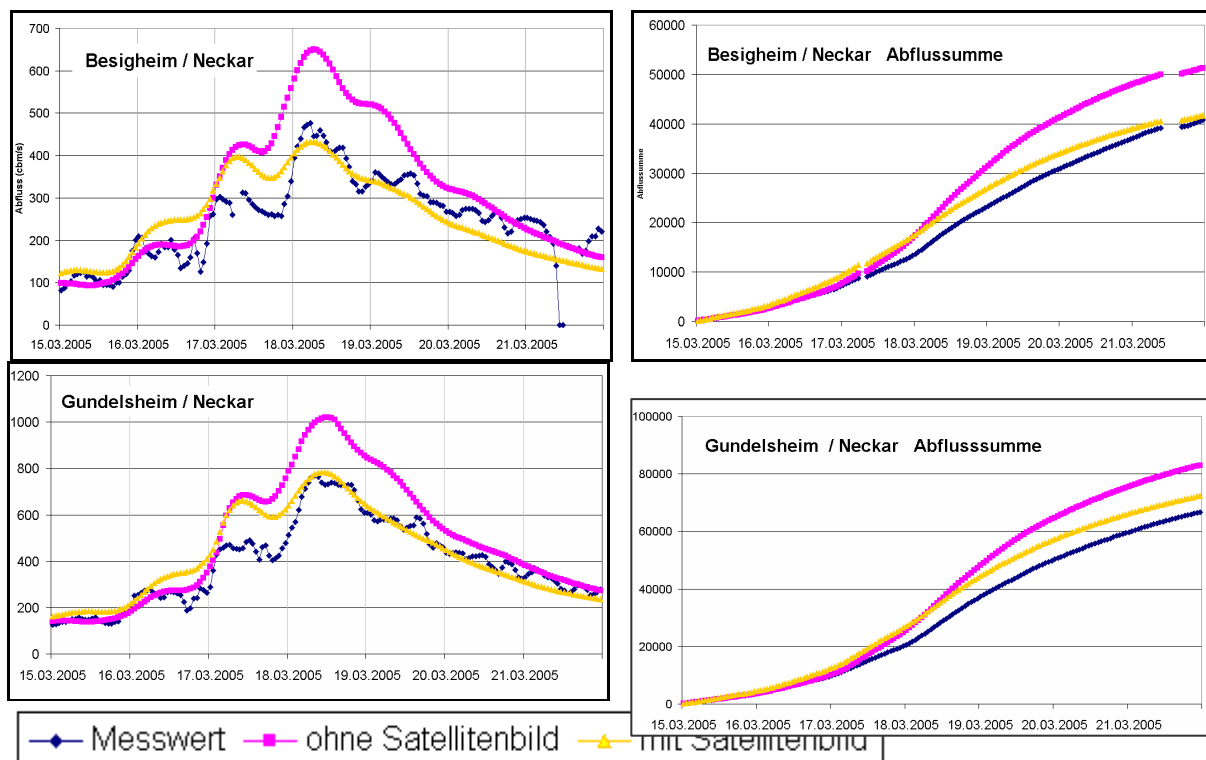 Besigheim / Neckar
Abfluss (cbm/s)
700
600
500
400
300
200
100
0
15.03.2005 16.03.2005 17.03.2005 18.03.2005 19.03.2005 20.03.2005 21.03.2005
Besigheim / Neckar Abflussumme
Abflussumme
60000
50000
40000
30000
20000
10000
0
15.03.2005 16.03.2005 17.03.2005 18.03.2005 19.03.2005 20.03.2005 21.03.2005
Gundelsheim / Neckar
1200
1000
800
600
400
200
0
15.03.2005 16.03.2005 17.03.2005 18.03.2005 19.03.2005 20.03.2005 21.03.2005
Gundelsheim / Neckar Abflusssumme
100000
80000
60000
40000
20000
0
15.03.2005 16.03.2005 17.03.2005 18.03.2005 19.03.2005 20.03.2005 21.03.2005
Messwert ohne Satellitenbild mit Satellitenbild